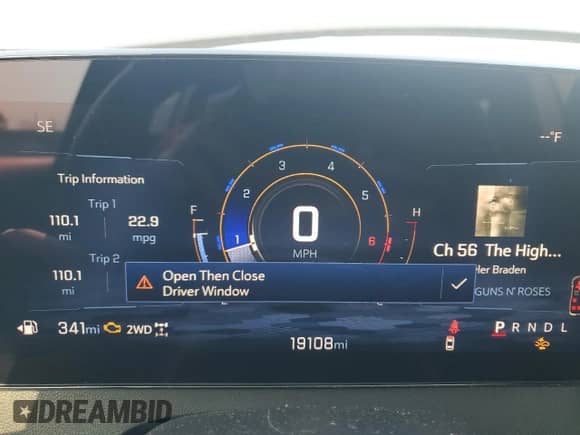 SE
--°F
Trip Information
Trip 1
110.1 mi
22.9 mpg
Trip 2
110.1 mi
F
H
1
2
3
4
5
6
0
MPH
Ch 56 The High...
ler Braden
GUNS N' ROSES
Open Then Close
Driver Window
341mi
2WD
19108mi
P R N D L
DREAMBID